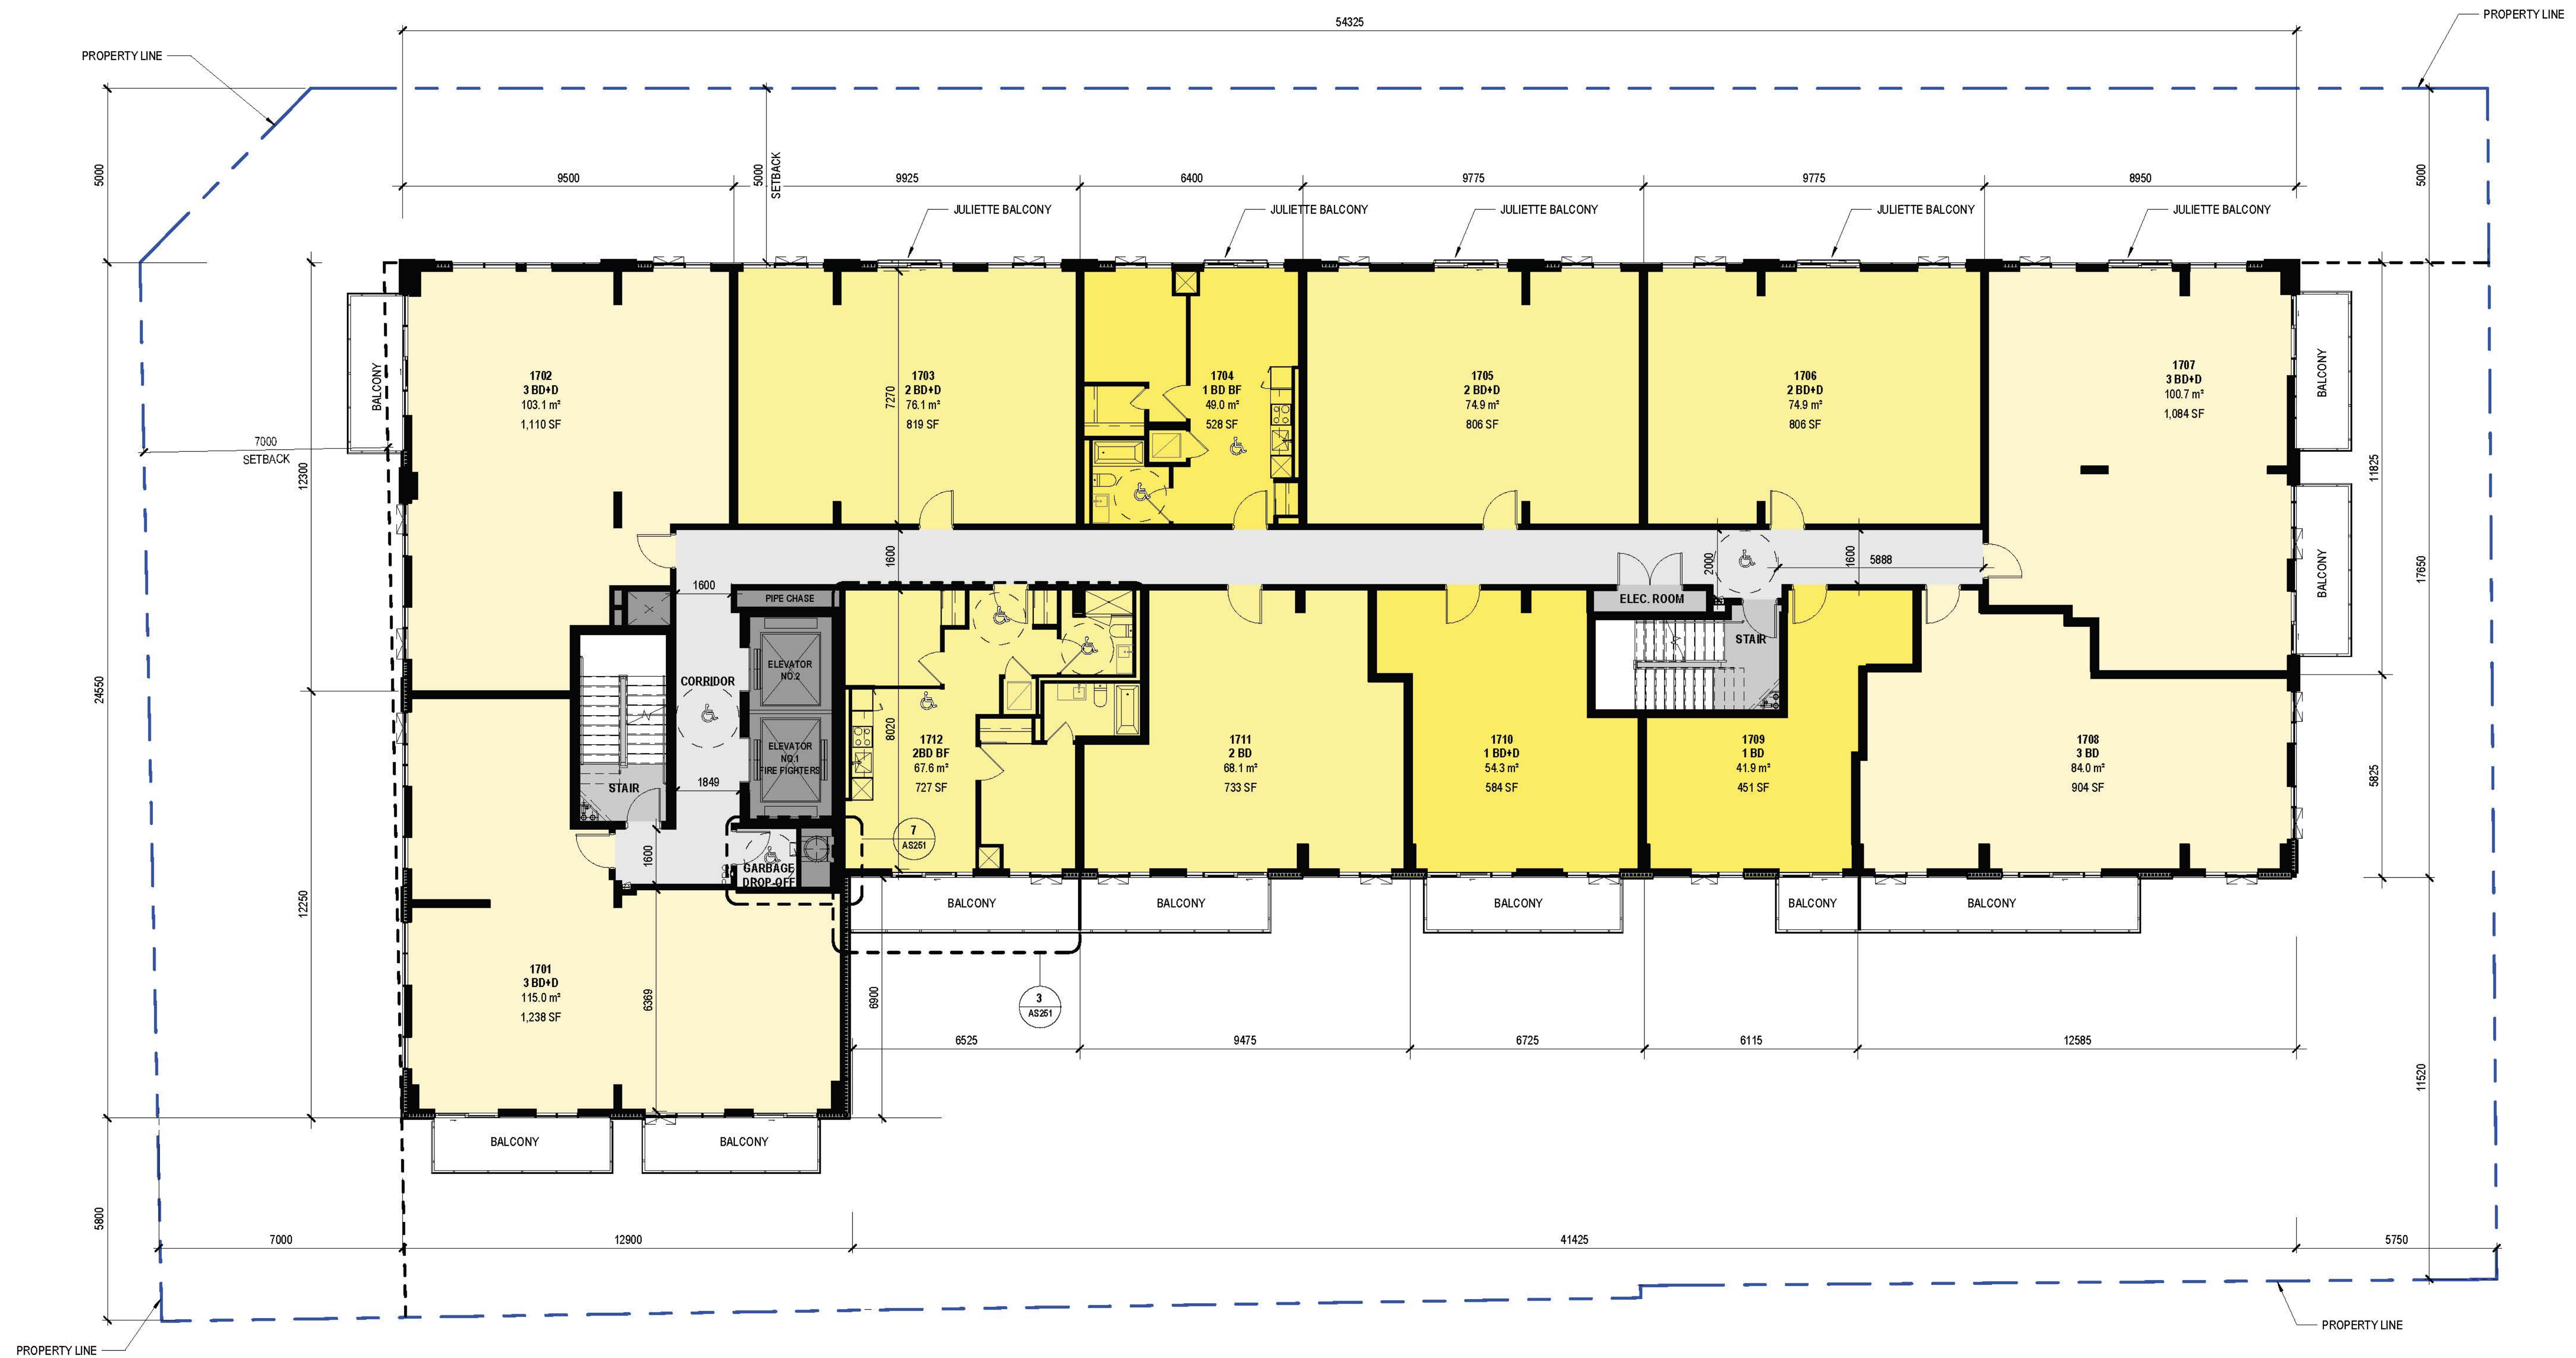 54325
PROPERTY LINE
PROPERTY LINE
5000
5000
SETBACK
5000
9500
9925
6400
9775
9775
8950
JULIETTE BALCONY
JULIETTE BALCONY
JULIETTE BALCONY
JULIETTE BALCONY
JULIETTE BALCONY
BALCONY
7000
SETBACK
12300
1702
3 BD+D
103.1 m²
1,110 SF
1703
2 BD+D
76.1 m²
819 SF
7270
1704
1 BD BF
49.0 m²
528 SF
1705
2 BD+D
74.9 m²
806 SF
1706
2 BD+D
74.9 m²
806 SF
1707
3 BD+D
100.7 m²
1,084 SF
BALCONY
BALCONY
11825
17650
1600
1600
2000
1600
5888
PIPE CHASE
ELEC. ROOM
STAIR
ELEVATOR
NO.2
CORRIDOR
24550
ELEVATOR
NO.1
FIRE FIGHTERS
1849
STAIR
8020
1712
2BD BF
67.6 m²
727 SF
1711
2 BD
68.1 m²
733 SF
1710
1 BD+D
54.3 m²
584 SF
1709
1 BD
41.9 m²
451 SF
1708
3 BD
84.0 m²
904 SF
5825
7
AS251
1600
GARBAGE
DROP-OFF
12250
BALCONY
BALCONY
BALCONY
BALCONY
BALCONY
1701
3 BD+D
115.0 m²
1,238 SF
6369
6900
3
AS251
6525
9475
6725
6115
12585
11520
BALCONY
BALCONY
5800
7000
12900
41425
5750
PROPERTY LINE
PROPERTY LINE